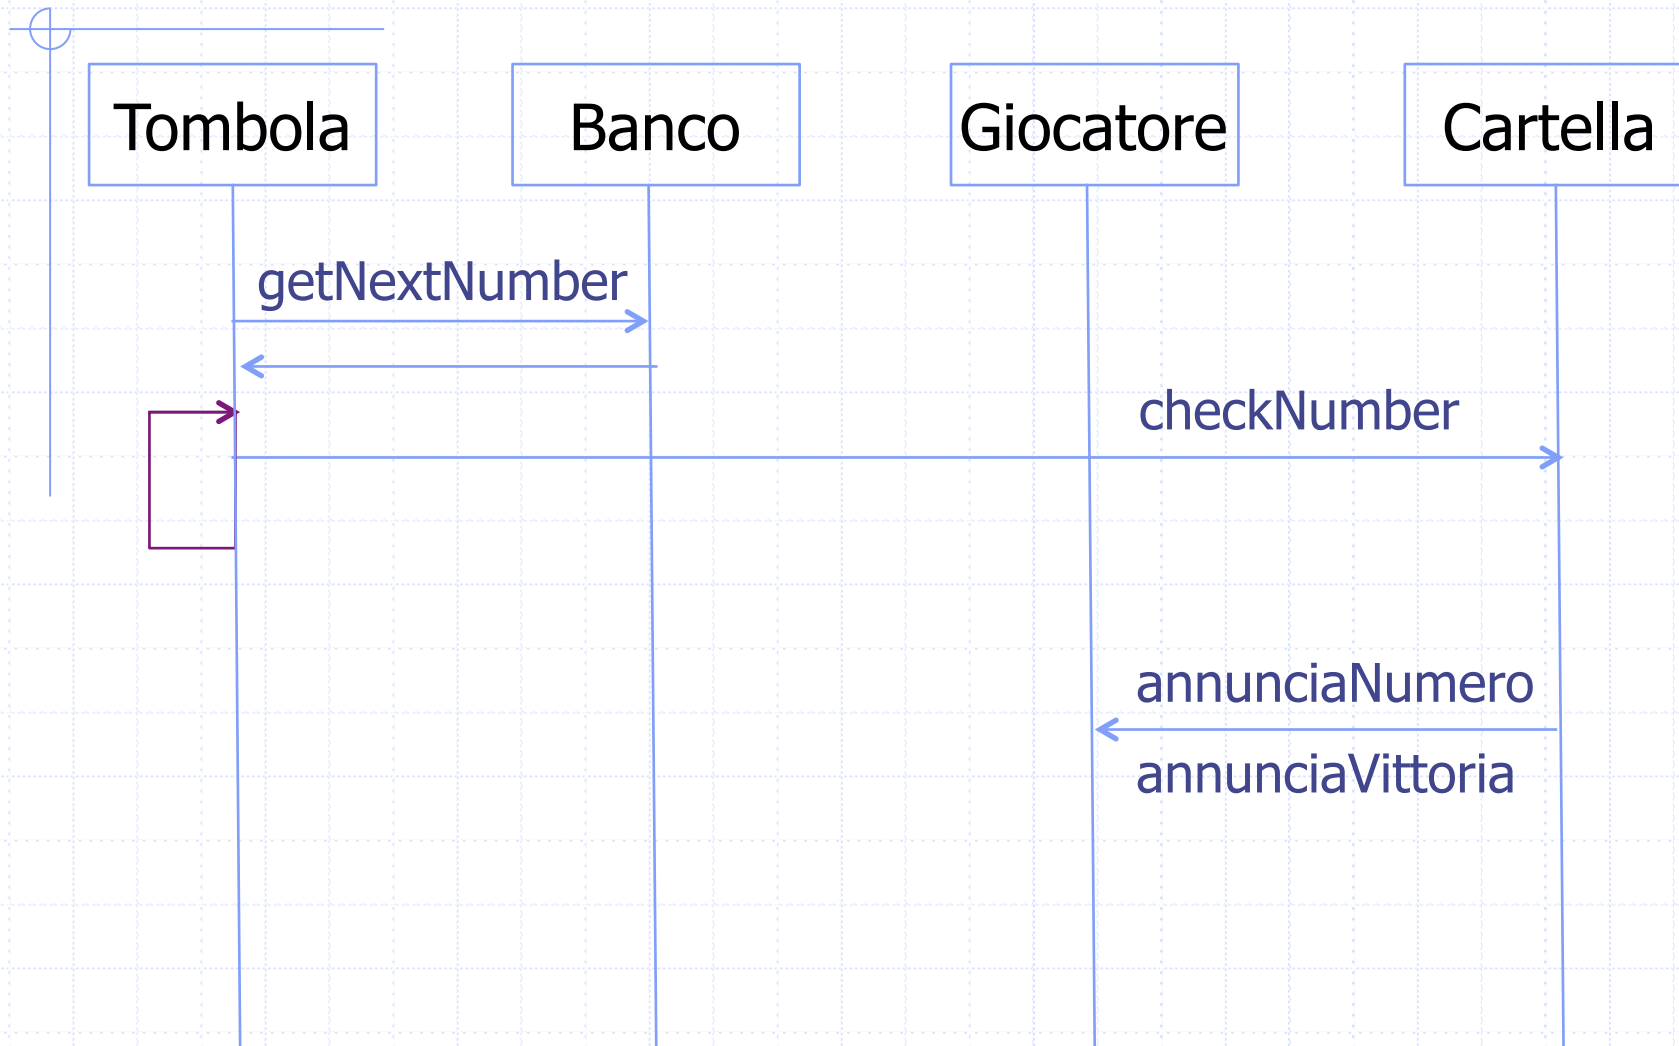 Tombola
Banco
Giocatore
Cartella
getNextNumber
checkNumber
annunciaNumero
annunciaVittoria